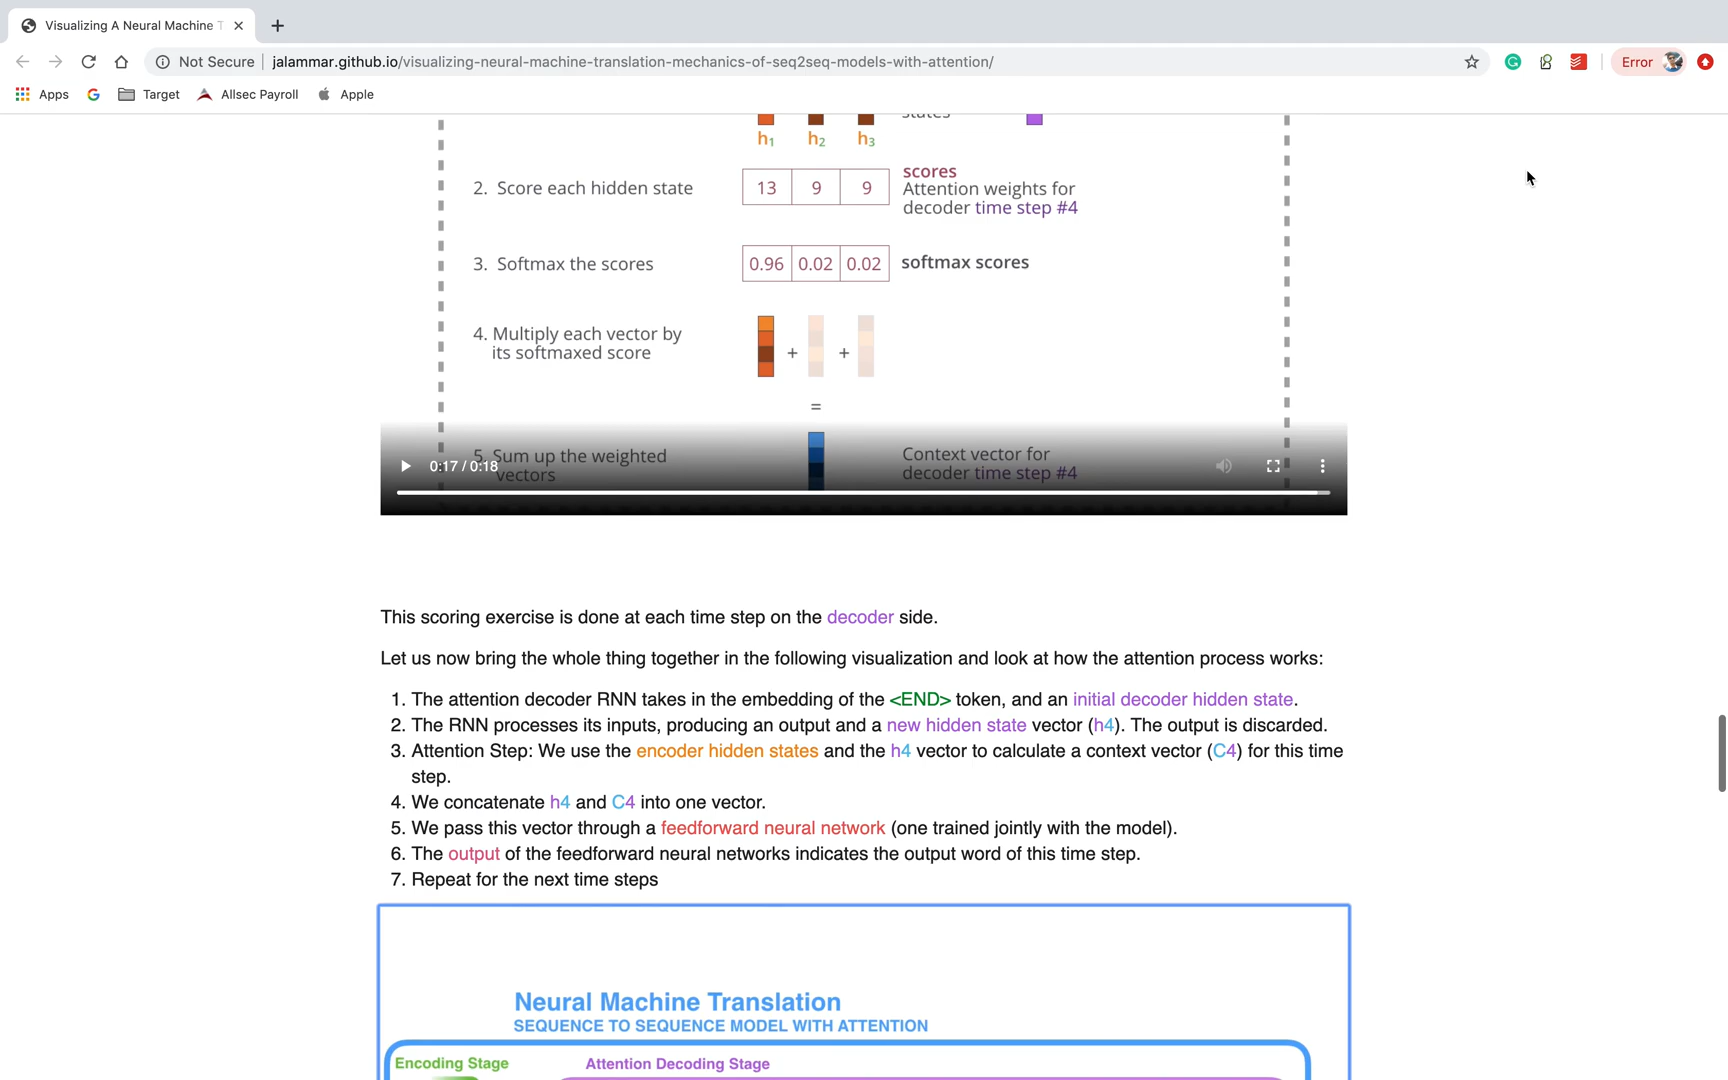 Visualizing A Neural Machine T
Not Secure | jalammar.github.io/visualizing-neural-machine-translation-mechanics-of-seq2seq-models-with-attention/
Error
Apps
Target
Allsec Payroll
Apple
states
h1 h2 h3
2. Score each hidden state
13 9 9
scores
Attention weights for
decoder time step #4
3. Softmax the scores
0.96 0.02 0.02
softmax scores
4. Multiply each vector by
its softmaxed score
+ +
=
5. Sum up the weighted
vectors
Context vector for
decoder time step #4
0:17 / 0:18
This scoring exercise is done at each time step on the decoder side.
Let us now bring the whole thing together in the following visualization and look at how the attention process works:
1. The attention decoder RNN takes in the embedding of the <END> token, and an initial decoder hidden state.
2. The RNN processes its inputs, producing an output and a new hidden state vector (h4). The output is discarded.
3. Attention Step: We use the encoder hidden states and the h4 vector to calculate a context vector (C4) for this time
step.
4. We concatenate h4 and C4 into one vector.
5. We pass this vector through a feedforward neural network (one trained jointly with the model).
6. The output of the feedforward neural networks indicates the output word of this time step.
7. Repeat for the next time steps
Neural Machine Translation
SEQUENCE TO SEQUENCE MODEL WITH ATTENTION
Encoding Stage
Attention Decoding Stage